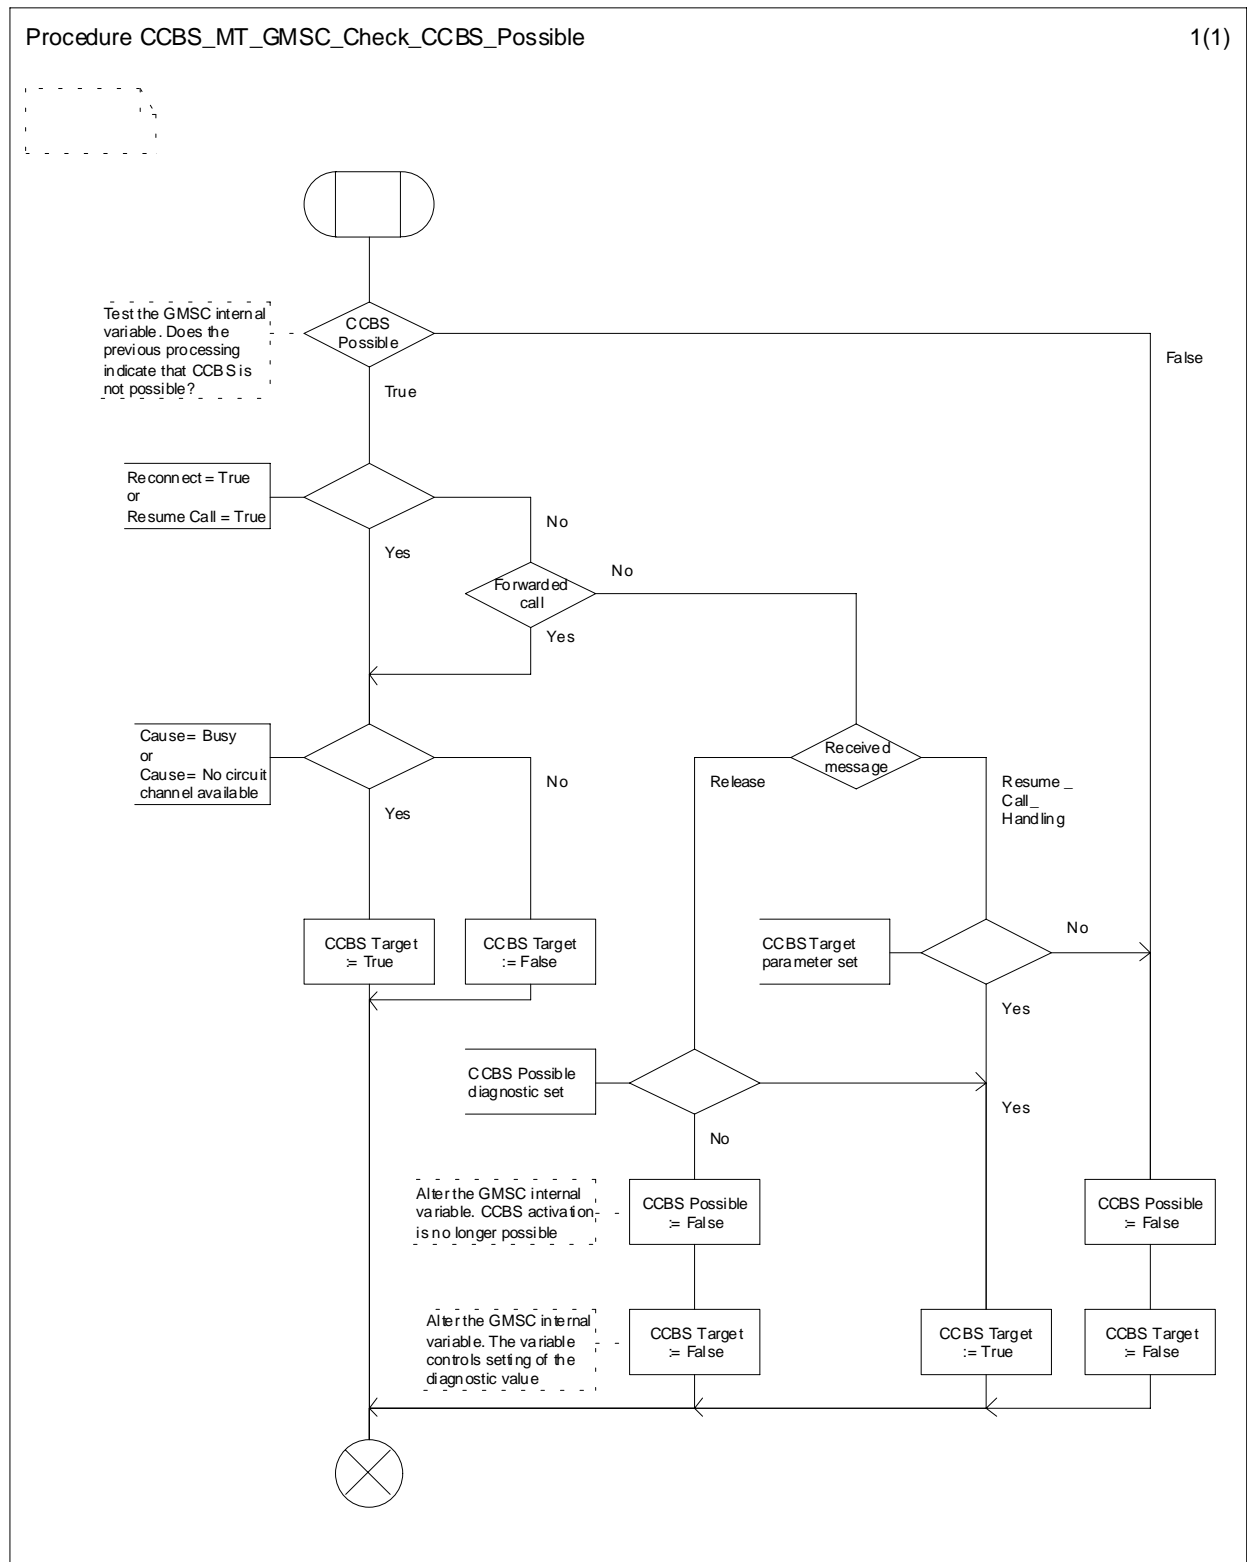 Procedure CCBS_MT_GMSC_Check_CCBS_Possible
1(1)
Test the GMSC internal
variable. Does the
previous processing
indicate that CCBS is
not possible?
CCBS
Possible
False
True
Reconnect = True
or
Resume Call = True
No
Yes
Forwarded
call
No
Yes
Cause= Busy
or
Cause= No circuit
channel available
No
Yes
Received
message
Release
Resume_
Call_
Handling
CCBS Target
:= True
CCBS Target
:= False
CCBS Target
parameter set
No
Yes
CCBS Possible
diagnostic set
Yes
No
Alter the GMSC internal
variable. CCBS activation
is no longer possible
CCBS Possible
:= False
CCBS Possible
:= False
Alter the GMSC internal
variable. The variable
controls setting of the
diagnostic value
CCBS Target
:= False
CCBS Target
:= True
CCBS Target
:= False